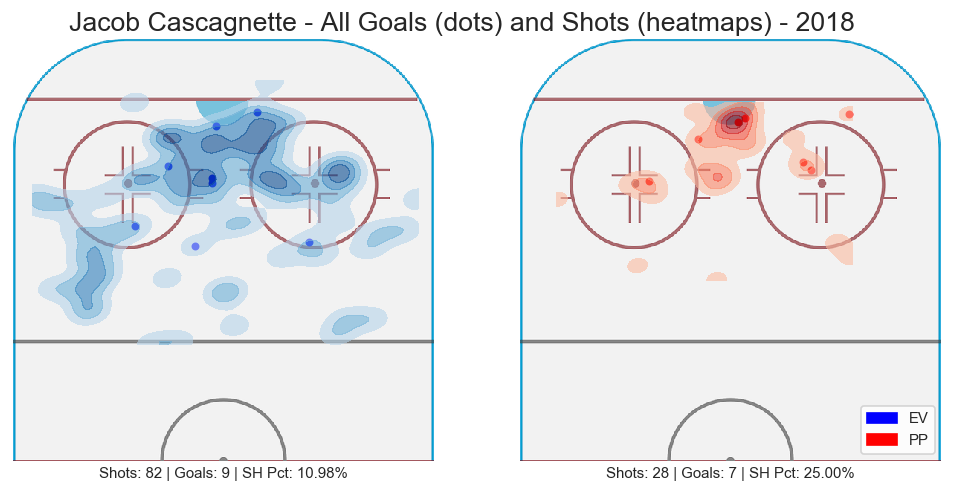 Jacob Cascagnette - All Goals (dots) and Shots (heatmaps) - 2018
EV
PP
Shots: 82 | Goals: 9 | SH Pct: 10.98%
Shots: 28 | Goals: 7 | SH Pct: 25.00%